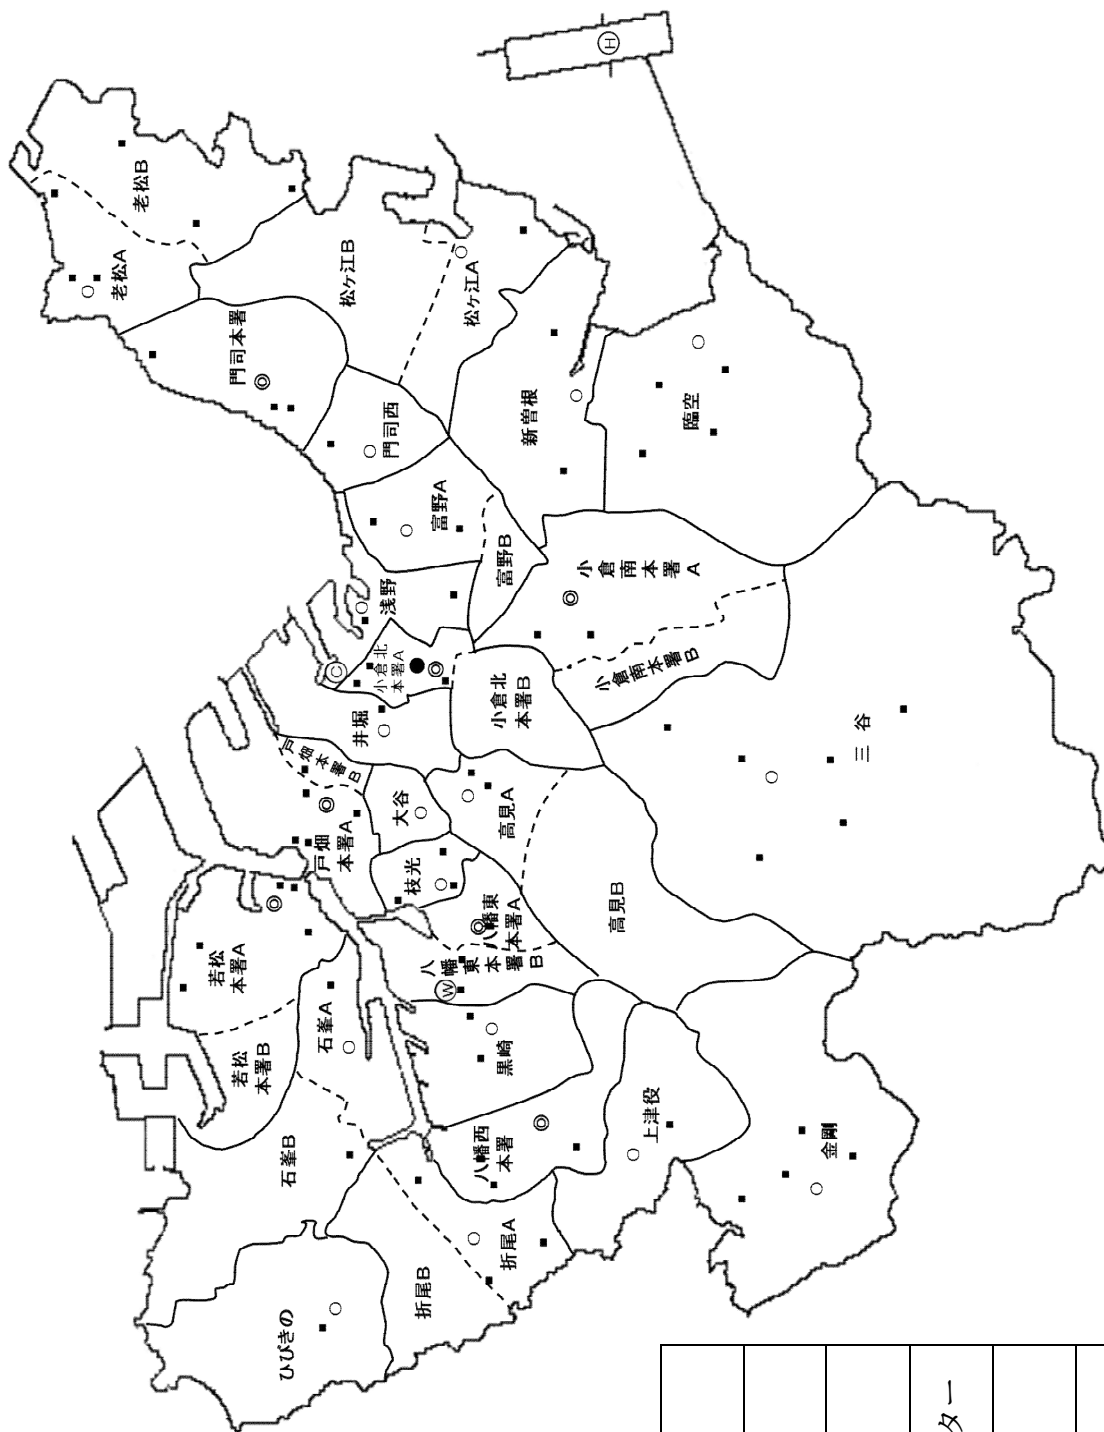 老松B
老松A
松ヶ江B
松ヶ江A
門司本署
門司西
新曽根
臨空
富野A
富野B
小倉南本署A
小倉南本署B
浅野
小倉北
本署A
小倉北
本署B
井堀
三谷
戸畑本署B
戸畑
本署A
大谷
高見A
高見B
枝光
八幡東
本署A
八幡東本署B
若松
本署A
若松
本署B
石峯A
石峯B
黒崎
八幡西
本署
上津役
金剛
折尾A
折尾B
ひびきの
H
C
W
ター